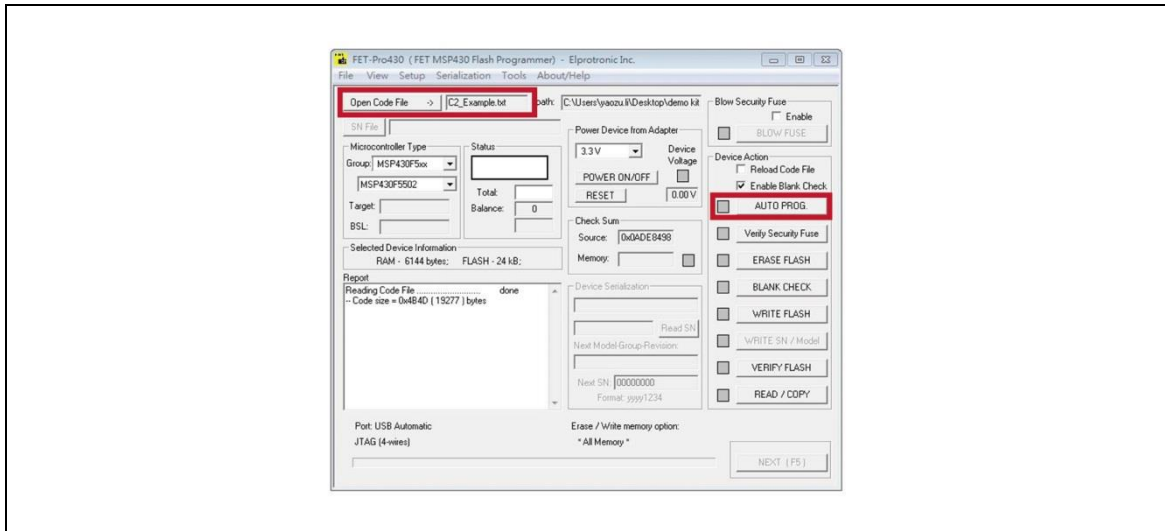 FET-Pro430 (FET MSP430 Flash Programmer) - Elprotronic Inc.
File View Setup Serialization Tools About/Help
Open Code File -> C2_Example.txt path: C:\Users\yaozu.li\Desktop\demo kit
SN File
Microcontroller Type
Group: MSP430F5xx
MSP430F5502
Target:
BSL:
Status
Total:
Balance: 0
Selected Device Information
RAM - 6144 bytes; FLASH - 24 kB;
Report
Reading Code File ........................... done
-- Code size = 0x4B4D ( 19277 ) bytes
Power Device from Adapter
3.3 V
Device
Voltage
POWER ON/OFF
RESET 0.00 V
Check Sum
Source: 0x0ADE8498
Memory:
Device Serialization
Read SN
Next Model-Group-Revision:
Next SN: 00000000
Format: yyyy1234
Blow Security Fuse
Enable
BLOW FUSE
Device Action
Reload Code File
Enable Blank Check
AUTO PROG.
Verify Security Fuse
ERASE FLASH
BLANK CHECK
WRITE FLASH
WRITE SN / Model
VERIFY FLASH
READ / COPY
Port: USB Automatic
JTAG (4-wires)
Erase / Write memory option:
* All Memory *
NEXT (F5)